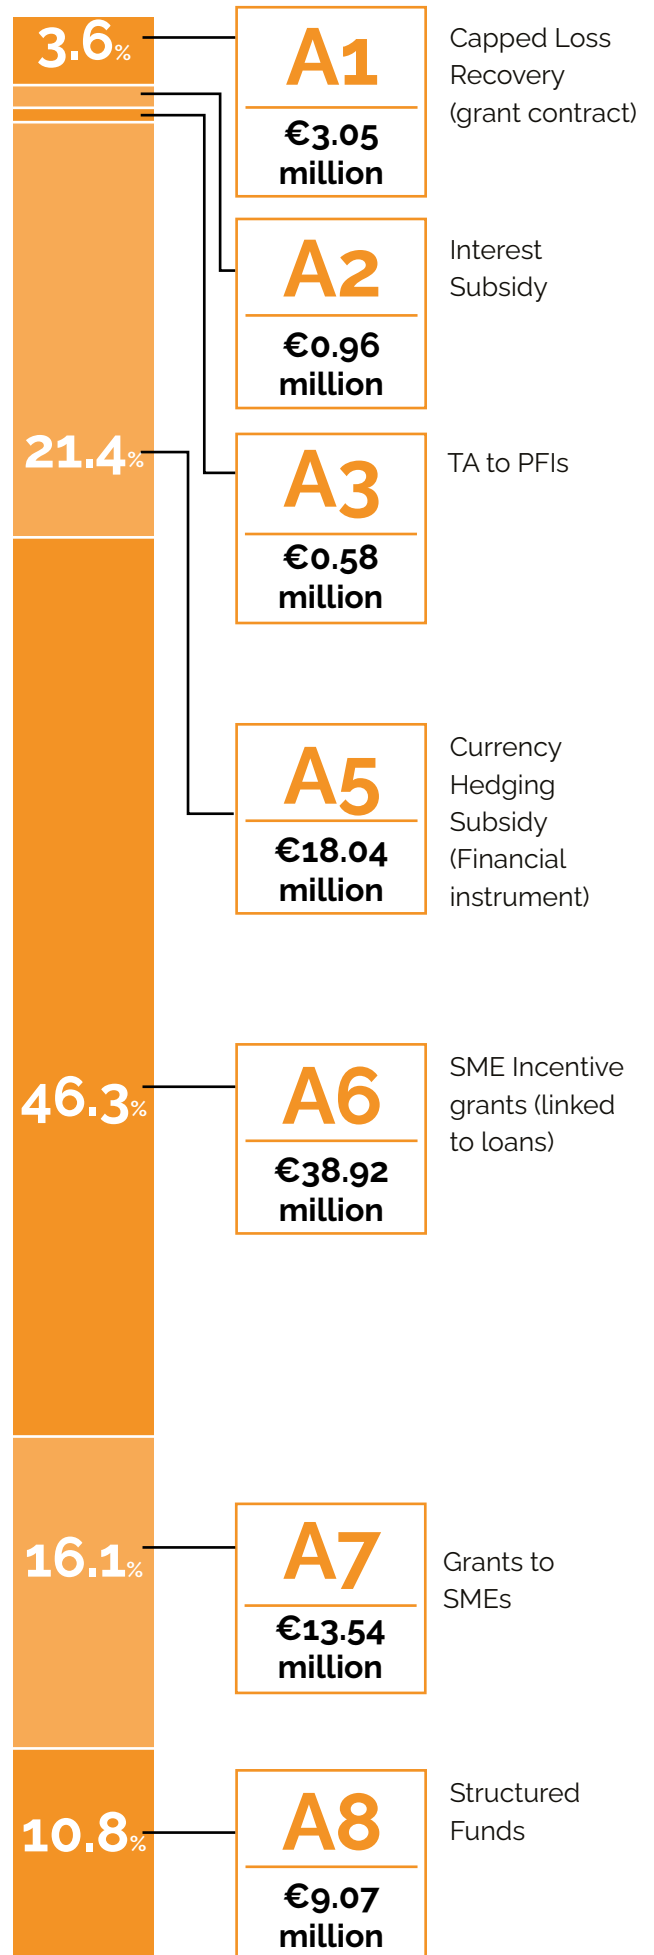 3.6%
A1
€3.05
million
Capped Loss
Recovery
(grant contract)
A2
€0.96
million
Interest
Subsidy
21.4%
A3
€0.58
million
TA to PFIs
A5
€18.04
million
Currency
Hedging
Subsidy
(Financial
instrument)
46.3%
A6
€38.92
million
SME Incentive
grants (linked
to loans)
16.1%
A7
€13.54
million
Grants to
SMEs
10.8%
A8
€9.07
million
Structured
Funds